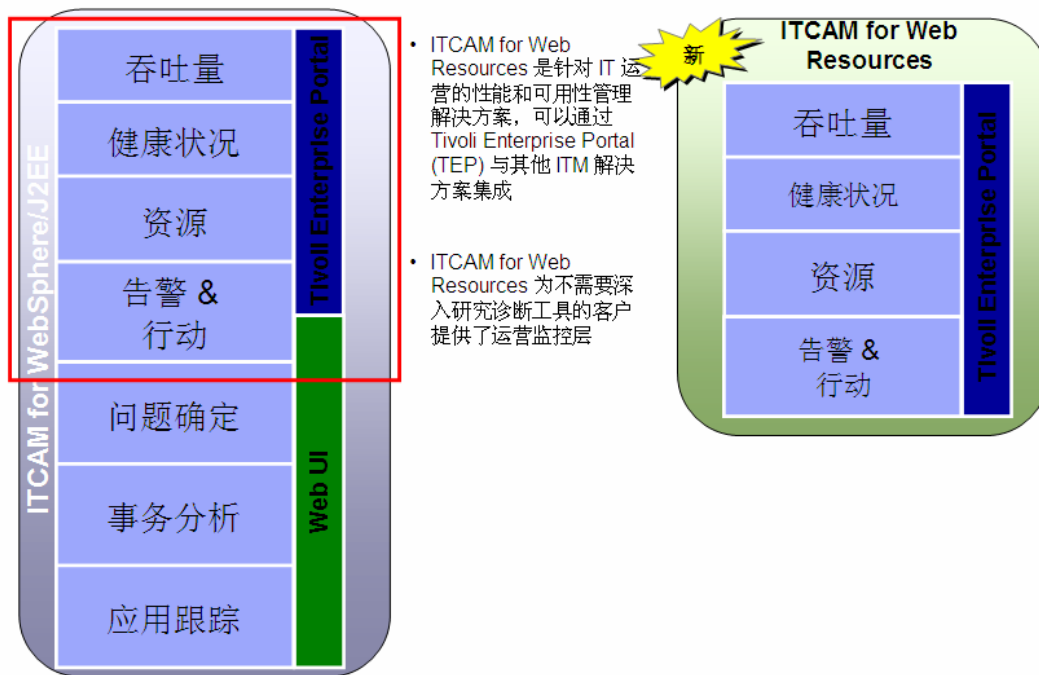 ITCAM for WebSphere/J2EE
吞吐量
健康状况
资源
告警 &
行动
问题确定
事务分析
应用跟踪
Tivoli Enterprise Portal
Web UI
• ITCAM for Web
Resources 是针对 IT 运
营的性能和可用性管理
解决方案，可以通过
Tivoli Enterprise Portal
(TEP) 与其他 ITM 解决
方案集成
• ITCAM for Web
Resources 为不需要深
入研究诊断工具的客户
提供了运营监控层
新
ITCAM for Web
Resources
吞吐量
健康状况
资源
告警 &
行动
Tivoli Enterprise Portal